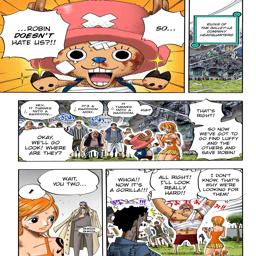 ...ROBIN
DOESN'T
HATE US?!!
SO...
RUINS OF
THE GALLEY-LA
COMPANY
HEADQUARTERS
HEY,
IT TURNED
INTO A
RACCOON.
IT'S A
RACCOON
NOW.
IT
TURNED INTO
A RACCOON.
THAT'S
RIGHT!
SO NOW
WE'VE GOT
TO FIND LUFFY
AND THE
OTHERS AND
SAVE ROBIN!
OKAY,
WE'LL GO
LOOK! WHERE
ARE THEY?
WAIT,
YOU TWO...
WHOA!!
NOW IT'S
A GORILLA!!!
ALL RIGHT!
I'LL LOOK
REALLY
HARD!!
I DON'T
KNOW. THAT'S
WHY WE'RE
LOOKING FOR
THEM!